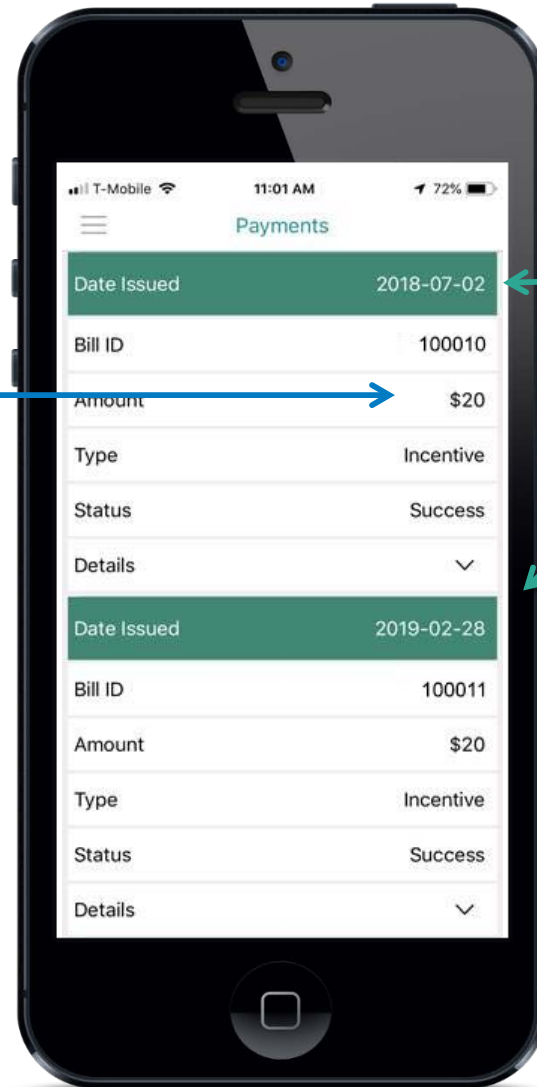 T-Mobile 11:01 AM 72%
Payments
Date Issued 2018-07-02
Bill ID 100010
Amount $20
Type Incentive
Status Success
Details
Date Issued 2019-02-28
Bill ID 100011
Amount $20
Type Incentive
Status Success
Details